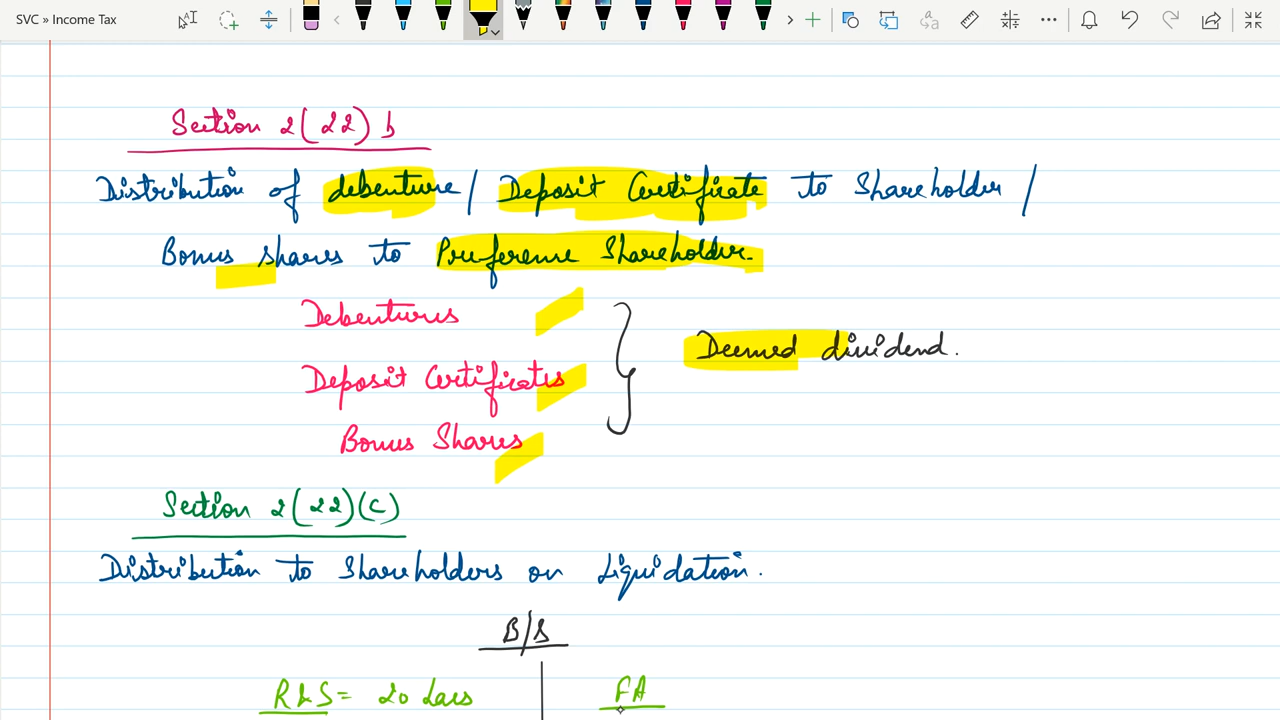 SVC » Income Tax
Section 2(22) b
Distribution of debenture/ Deposit Certificate to Shareholder /
Bonus shares to Preference Shareholder.
Debentures
Deposit Certificates
Bonus Shares
Deemed dividend.
Section 2(22)(c)
Distribution to Shareholders on Liquidation.
B/S
R&S = 20 Lacs
FA